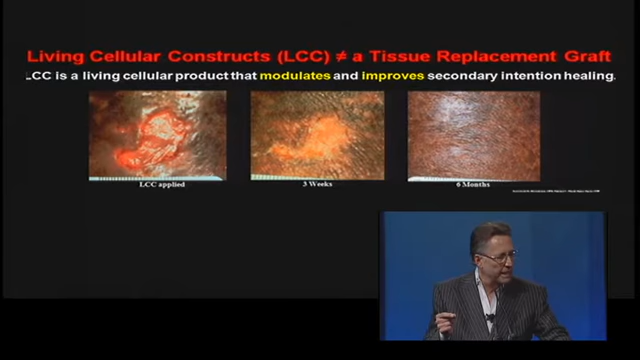 Living Cellular Constructs (LCC) ≠ a Tissue Replacement Graft
LCC is a living cellular product that modulates and improves secondary intention healing.
LCC applied
3 Weeks
6 Months